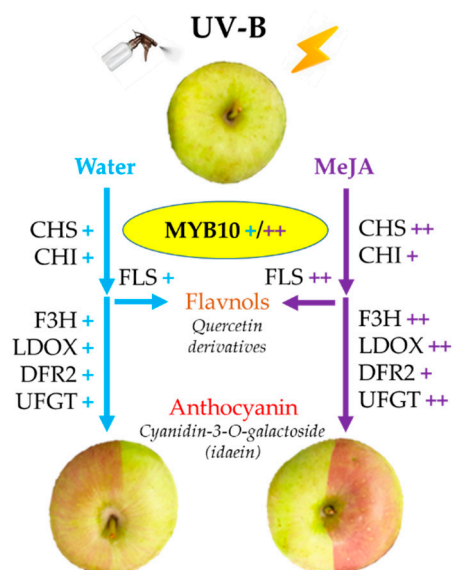 UV-B
Water
MeJA
MYB10 +/++
CHS +
CHI +
CHS ++
CHI +
FLS +
FLS ++
Flavnols
Quercetin
derivatives
F3H +
LDOX +
DFR2 +
UFGT +
F3H ++
LDOX ++
DFR2 +
UFGT ++
Anthocyanin
Cyanidin-3-O-galactoside
(idaein)